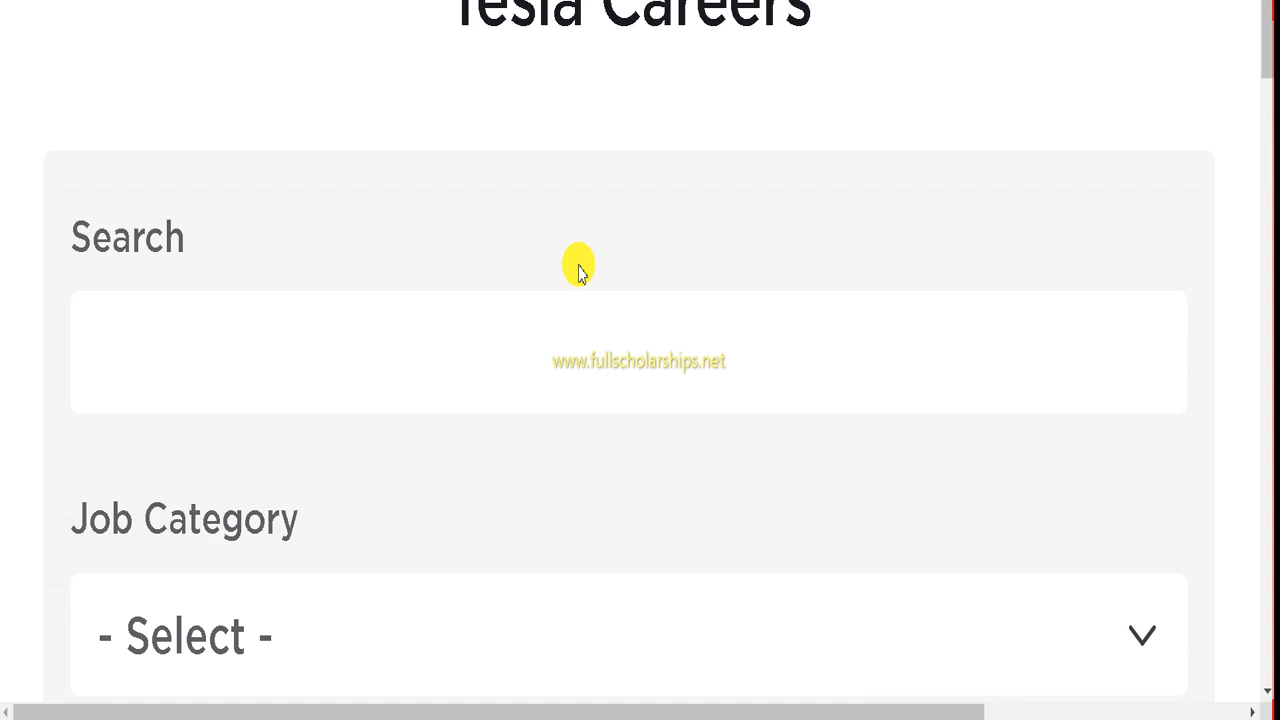 Tesla Careers
Search
www.fullscholarships.net
Job Category
- Select -